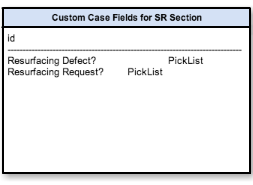 Custom Case Fields for SR Section
id
Resurfacing Defect? PickList
Resurfacing Request? PickList